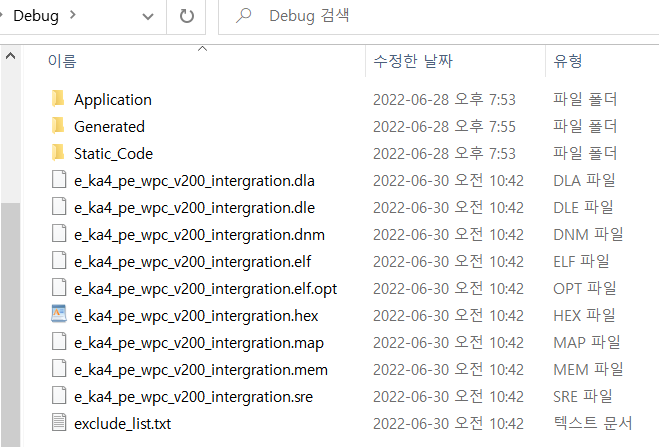 Debug
Debug 검색
이름 수정한 날짜 유형
Application 2022-06-28 오후 7:53 파일 폴더
Generated 2022-06-28 오후 7:55 파일 폴더
Static_Code 2022-06-28 오후 7:53 파일 폴더
e_ka4_pe_wpc_v200_intergration.dla 2022-06-30 오전 10:42 DLA 파일
e_ka4_pe_wpc_v200_intergration.dle 2022-06-30 오전 10:42 DLE 파일
e_ka4_pe_wpc_v200_intergration.dnm 2022-06-30 오전 10:42 DNM 파일
e_ka4_pe_wpc_v200_intergration.elf 2022-06-30 오전 10:42 ELF 파일
e_ka4_pe_wpc_v200_intergration.elf.opt 2022-06-30 오전 10:42 OPT 파일
e_ka4_pe_wpc_v200_intergration.hex 2022-06-30 오전 10:42 HEX 파일
e_ka4_pe_wpc_v200_intergration.map 2022-06-30 오전 10:42 MAP 파일
e_ka4_pe_wpc_v200_intergration.mem 2022-06-30 오전 10:42 MEM 파일
e_ka4_pe_wpc_v200_intergration.sre 2022-06-30 오전 10:42 SRE 파일
exclude_list.txt 2022-06-30 오전 10:42 텍스트 문서